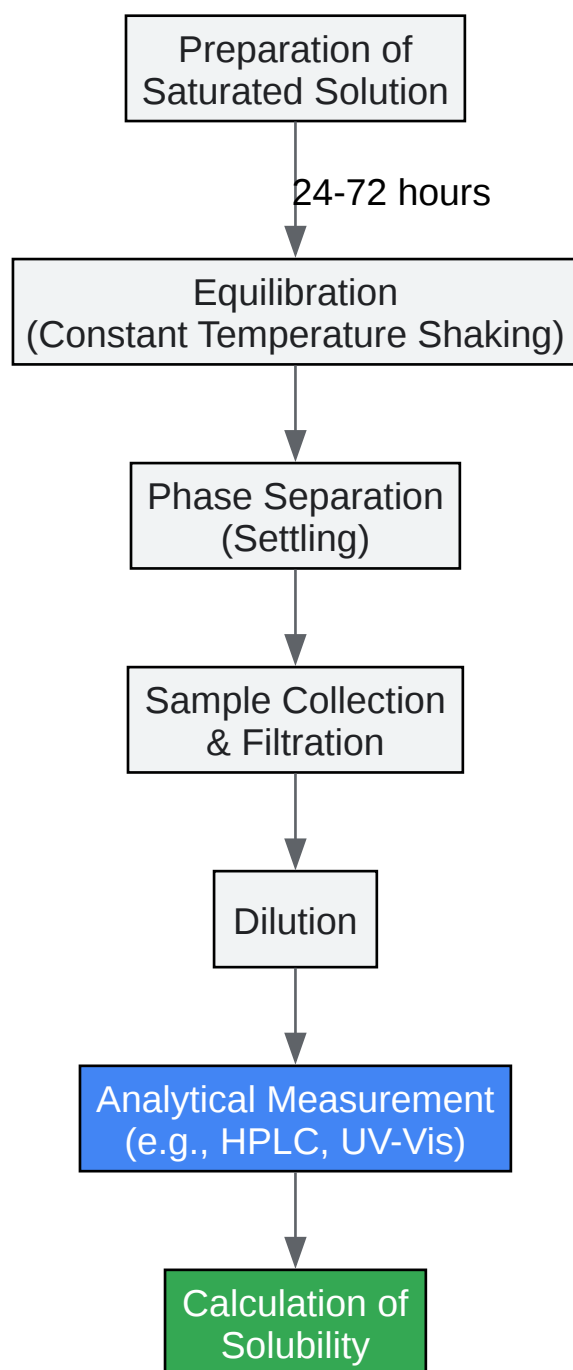 Preparation of
Saturated Solution
24-72 hours
Equilibration
(Constant Temperature Shaking)
Phase Separation
(Settling)
Sample Collection
& Filtration
Dilution
Analytical Measurement
(e.g., HPLC, UV-Vis)
Calculation of
Solubility